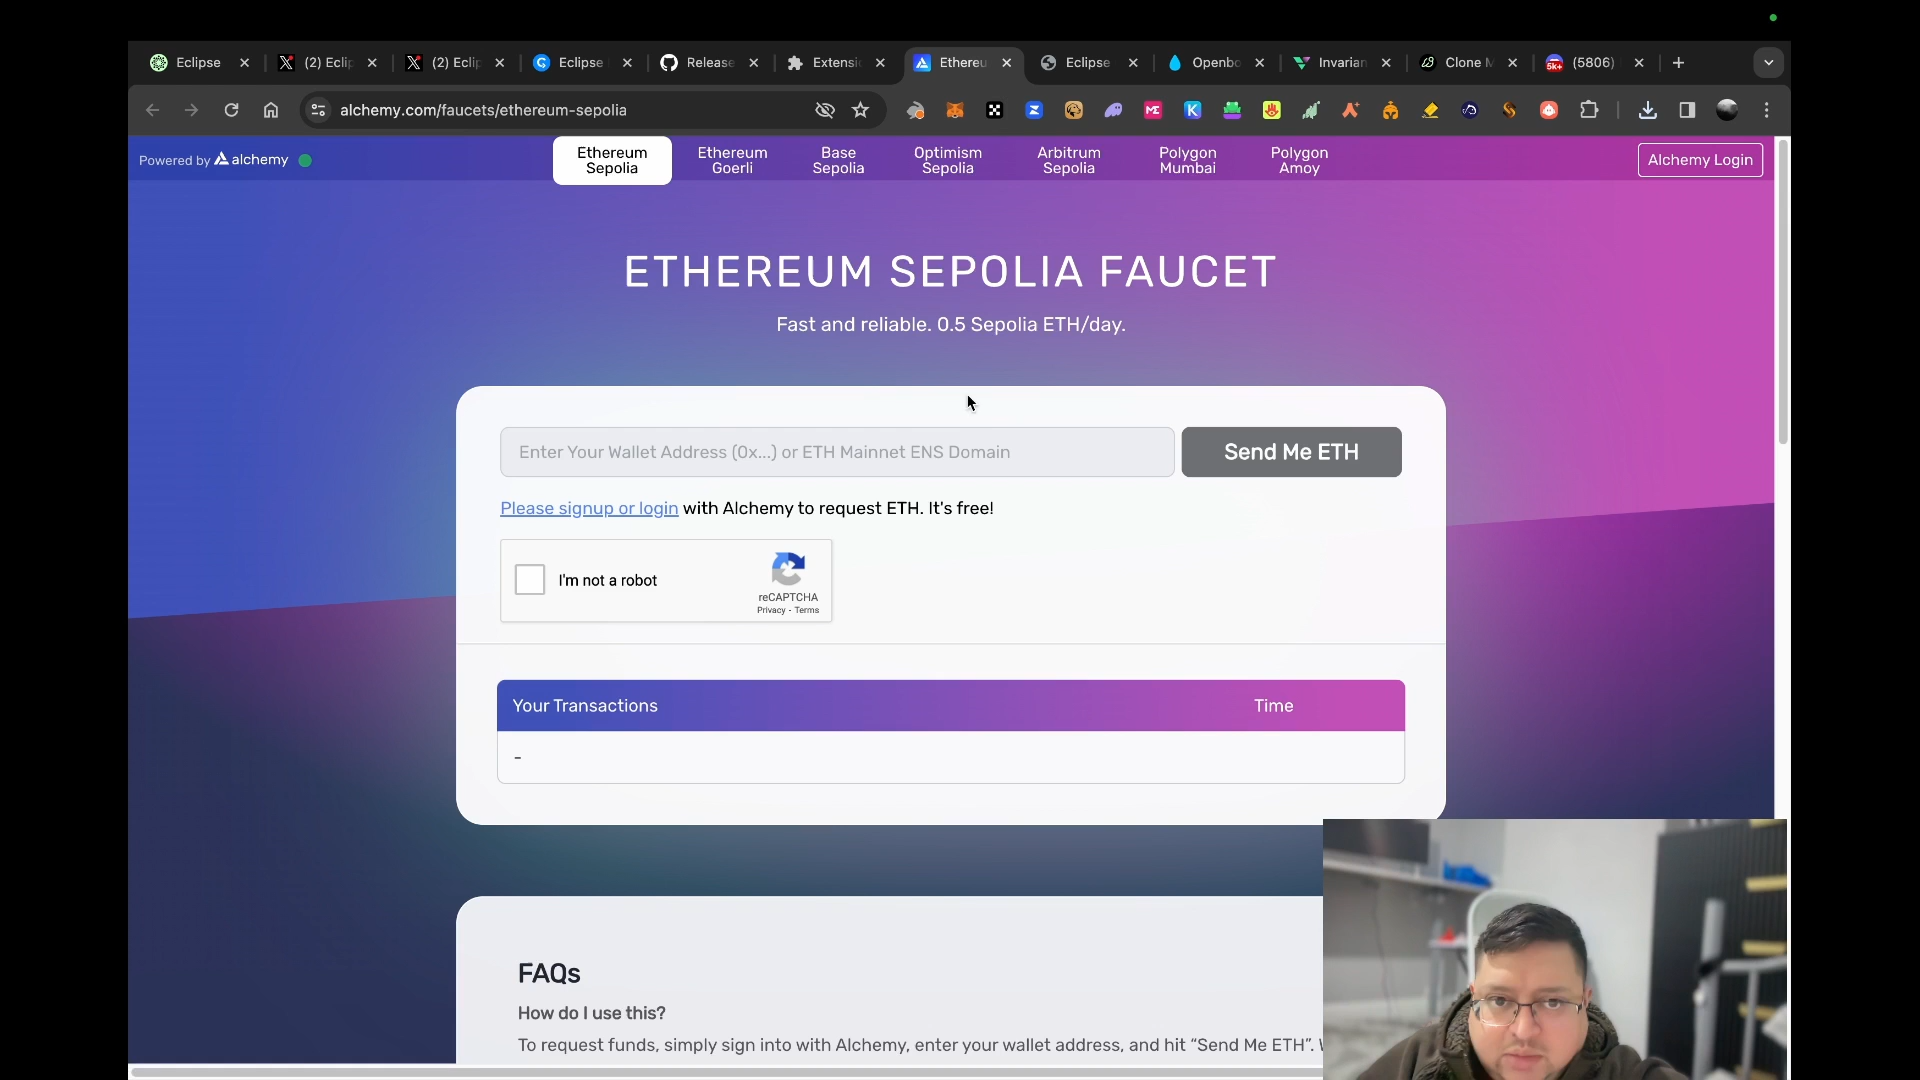 Eclipse
(2) Eclip
(2) Eclip
Eclipse
Release
Extensio
Ethereu
Eclipse
Openbo
Invarian
Clone M
5k+
(5806)
alchemy.com/faucets/ethereum-sepolia
Powered by alchemy
Ethereum
Sepolia
Ethereum
Goerli
Base
Sepolia
Optimism
Sepolia
Arbitrum
Sepolia
Polygon
Mumbai
Polygon
Amoy
Alchemy Login
ETHEREUM SEPOLIA FAUCET
Fast and reliable. 0.5 Sepolia ETH/day.
Enter Your Wallet Address (0x...) or ETH Mainnet ENS Domain
Send Me ETH
Please signup or login with Alchemy to request ETH. It's free!
I'm not a robot
reCAPTCHA
Privacy - Terms
Your Transactions
Time
-
FAQs
How do I use this?
To request funds, simply sign into with Alchemy, enter your wallet address, and hit “Send Me ETH”.